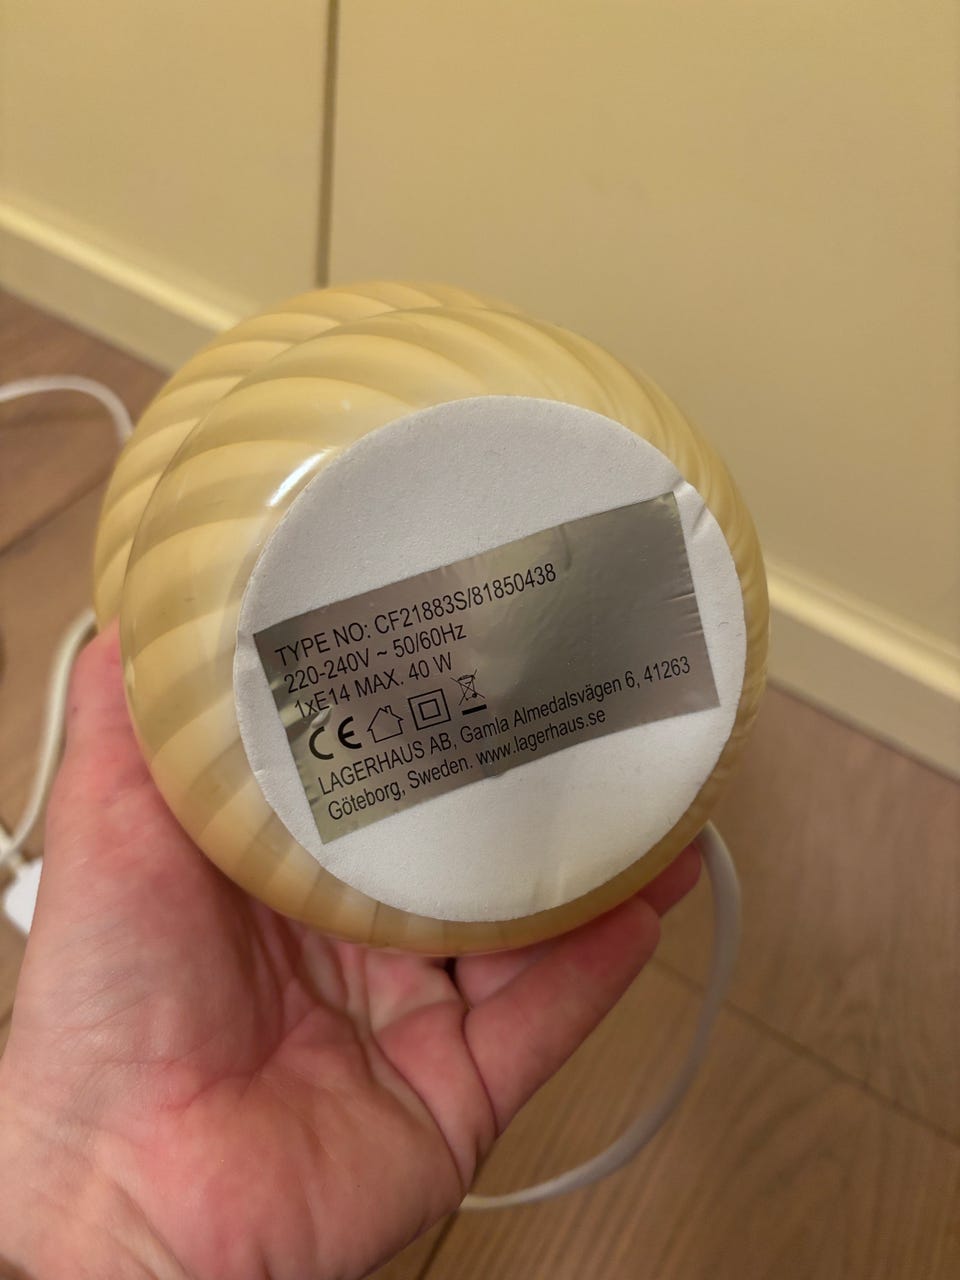 TYPE NO: CF21883S/81850438
220-240V ~ 50/60Hz
1xE14 MAX. 40 W
CE
LAGERHAUS AB, Gamla Almedalsvägen 6, 41263
Göteborg, Sweden. www.lagerhaus.se